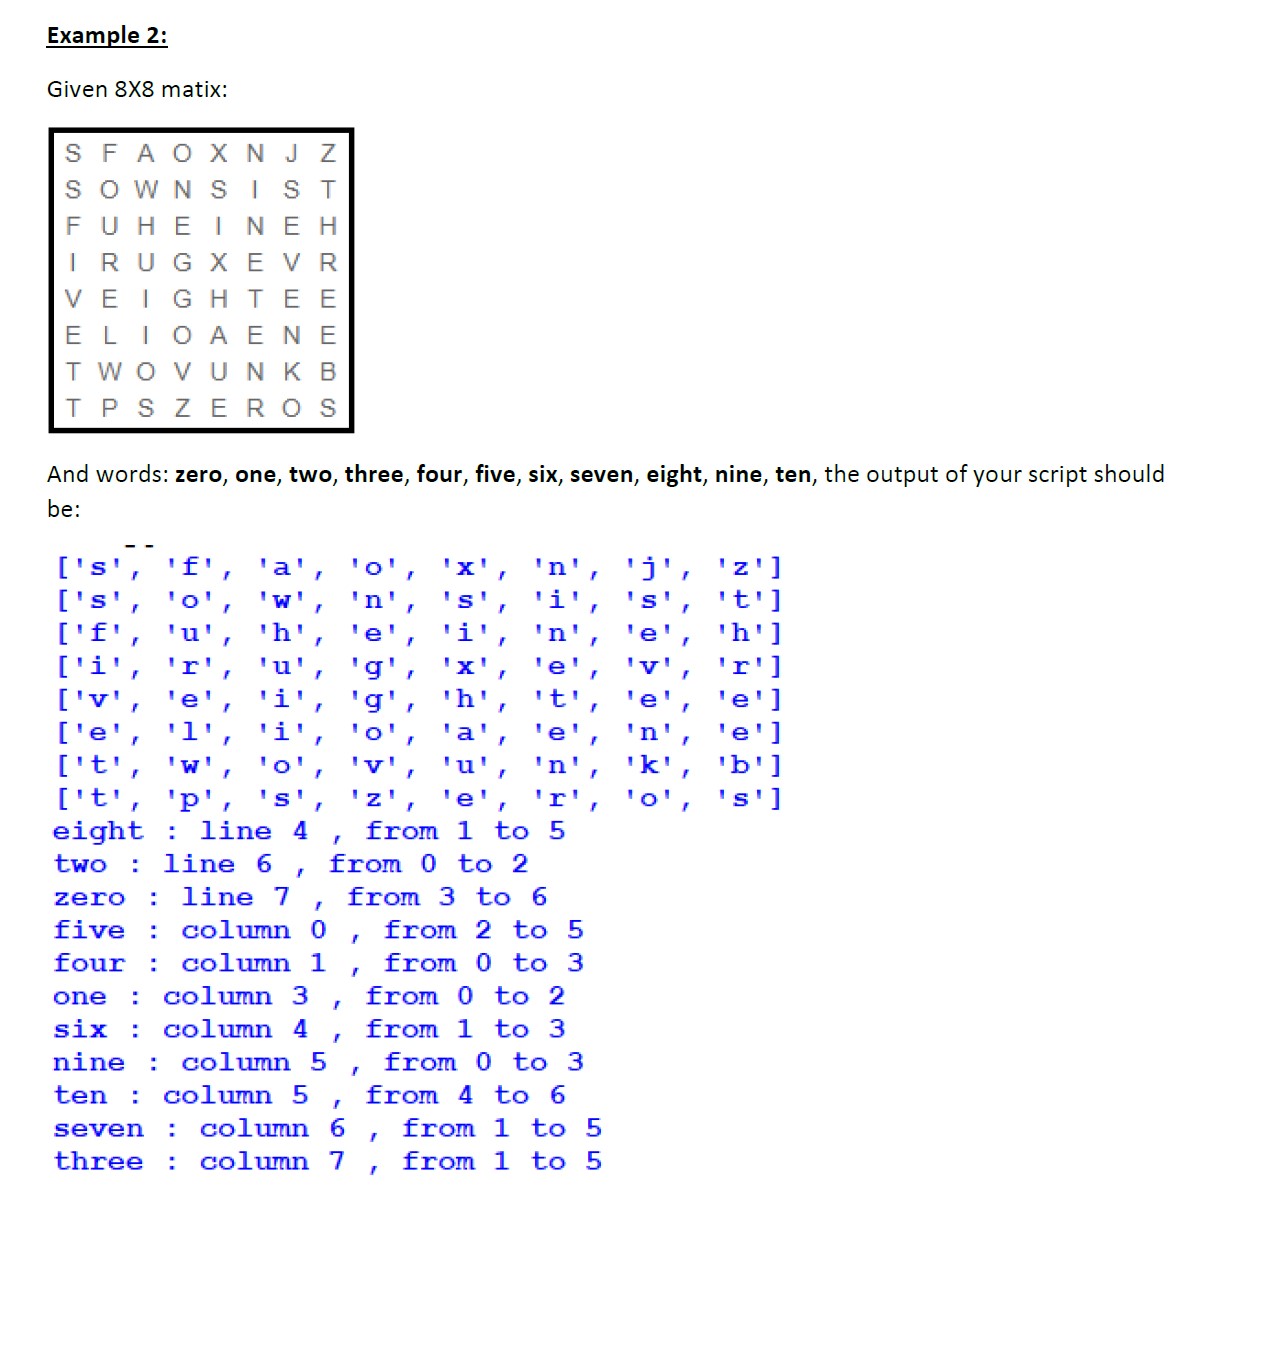 Example 2:
Given 8X8 matix:
S F A O X N J Z
S O W N S I S T
F U H E I N E H
I R U G X E V R
V E I G H T E E
E L I O A E N E
T W O V U N K B
T P S Z E R O S
And words: zero, one, two, three, four, five, six, seven, eight, nine, ten, the output of your script should
be:
['s', 'f', 'a', 'o', 'x', 'n', 'j', 'z']
['s', 'o', 'w', 'n', 's', 'i', 's', 't']
['f', 'u', 'h', 'e', 'i', 'n', 'e', 'h']
['i', 'r', 'u', 'g', 'x', 'e', 'v', 'r']
['v', 'e', 'i', 'g', 'h', 't', 'e', 'e']
['e', 'l', 'i', 'o', 'a', 'e', 'n', 'e']
['t', 'w', 'o', 'v', 'u', 'n', 'k', 'b']
['t', 'p', 's', 'z', 'e', 'r', 'o', 's']
eight : line 4 , from 1 to 5
two : line 6 , from 0 to 2
zero : line 7 , from 3 to 6
five : column 0 , from 2 to 5
four : column 1 , from 0 to 3
one : column 3 , from 0 to 2
six : column 4 , from 1 to 3
nine : column 5 , from 0 to 3
ten : column 5 , from 4 to 6
seven : column 6 , from 1 to 5
three : column 7 , from 1 to 5